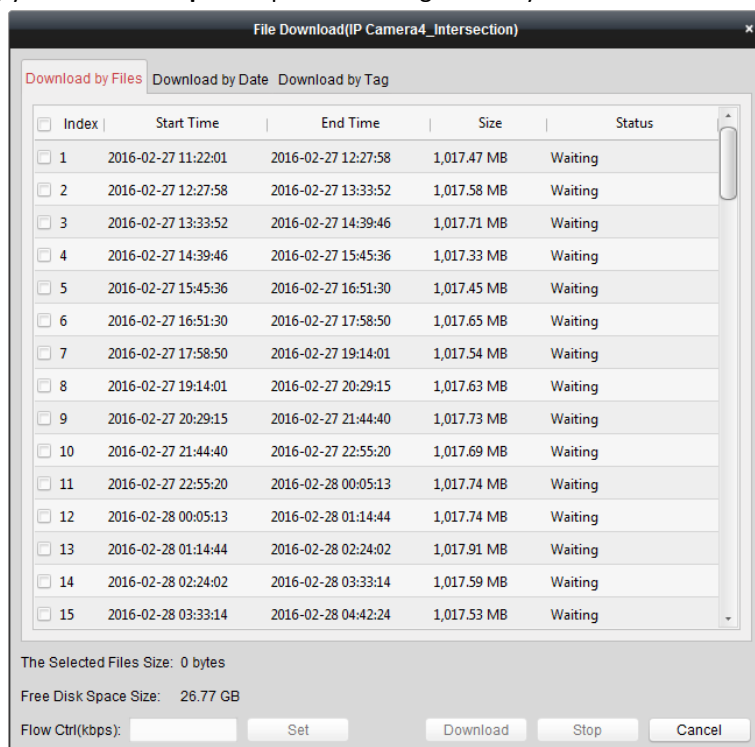 File Download(IP Camera4_Intersection) ×
Download by Files Download by Date Download by Tag
Index Start Time End Time Size Status
1 2016-02-27 11:22:01 2016-02-27 12:27:58 1,017.47 MB Waiting
2 2016-02-27 12:27:58 2016-02-27 13:33:52 1,017.58 MB Waiting
3 2016-02-27 13:33:52 2016-02-27 14:39:46 1,017.71 MB Waiting
4 2016-02-27 14:39:46 2016-02-27 15:45:36 1,017.33 MB Waiting
5 2016-02-27 15:45:36 2016-02-27 16:51:30 1,017.45 MB Waiting
6 2016-02-27 16:51:30 2016-02-27 17:58:50 1,017.65 MB Waiting
7 2016-02-27 17:58:50 2016-02-27 19:14:01 1,017.54 MB Waiting
8 2016-02-27 19:14:01 2016-02-27 20:29:15 1,017.63 MB Waiting
9 2016-02-27 20:29:15 2016-02-27 21:44:40 1,017.73 MB Waiting
10 2016-02-27 21:44:40 2016-02-27 22:55:20 1,017.69 MB Waiting
11 2016-02-27 22:55:20 2016-02-28 00:05:13 1,017.74 MB Waiting
12 2016-02-28 00:05:13 2016-02-28 01:14:44 1,017.74 MB Waiting
13 2016-02-28 01:14:44 2016-02-28 02:24:02 1,017.91 MB Waiting
14 2016-02-28 02:24:02 2016-02-28 03:33:14 1,017.59 MB Waiting
15 2016-02-28 03:33:14 2016-02-28 04:42:24 1,017.53 MB Waiting
The Selected Files Size: 0 bytes
Free Disk Space Size: 26.77 GB
Flow Ctrl(kbps): Set Download Stop Cancel